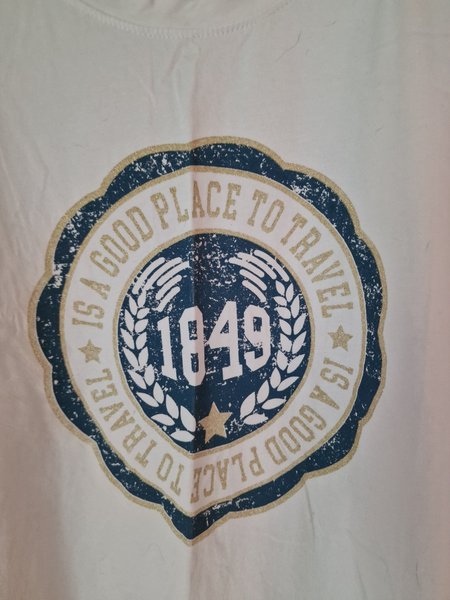 IS A GOOD PLACE TO TRAVEL
IS A GOOD PLACE TO TRAVEL
1849